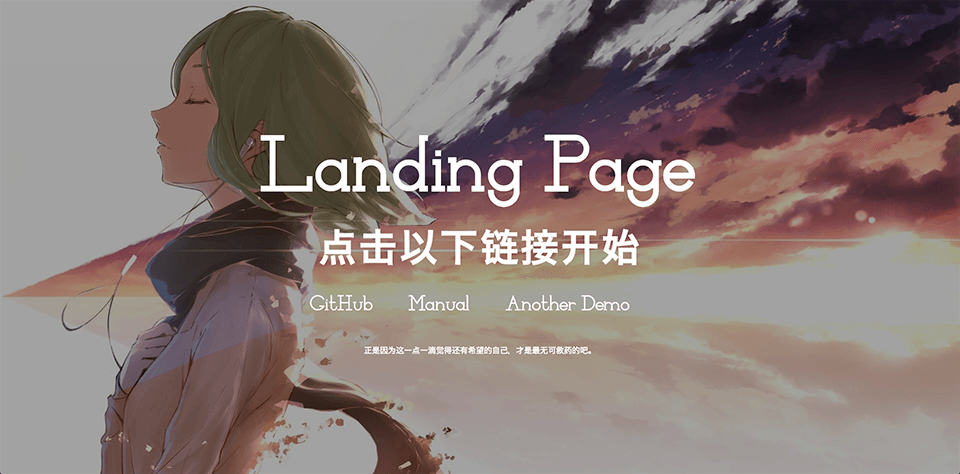 Landing Page
点击以下链接开始
GitHub Manual Another Demo
正是因为这一点一滴觉得还有希望的自己，才是最无可救药的吧。